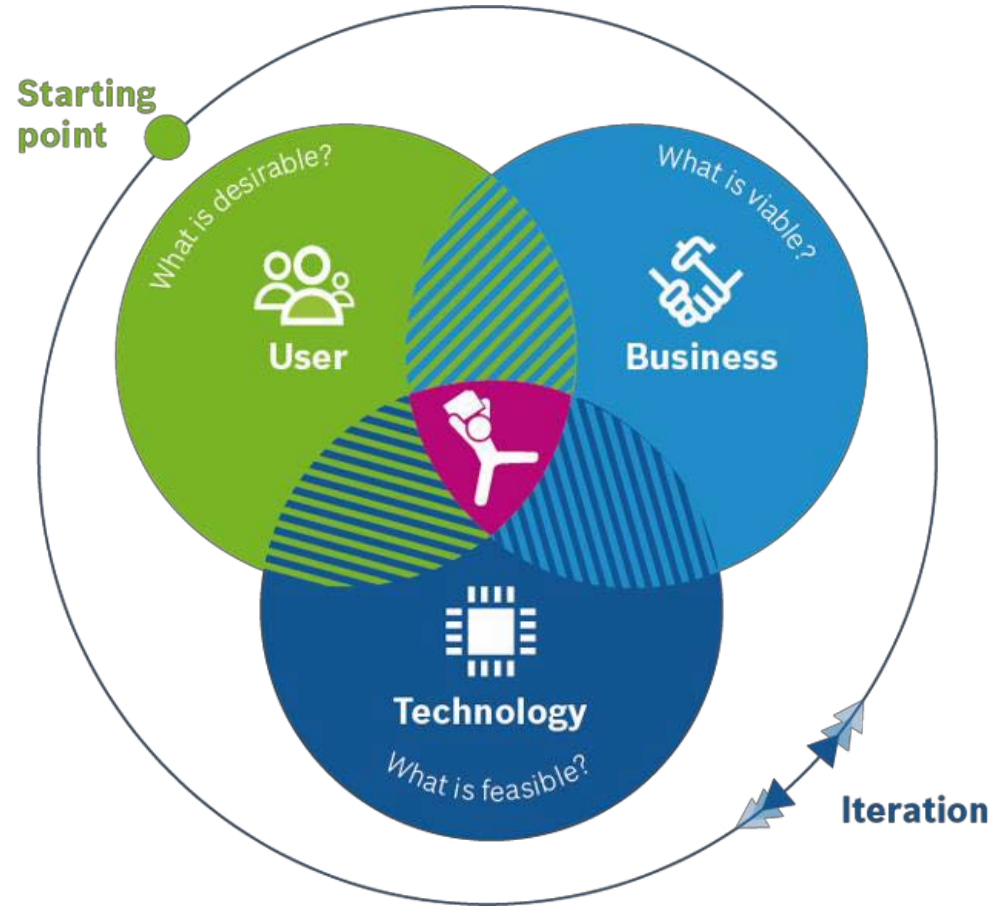 Starting
point
What is desirable?
What is viable?
User
Business
Technology
What is feasible?
Iteration